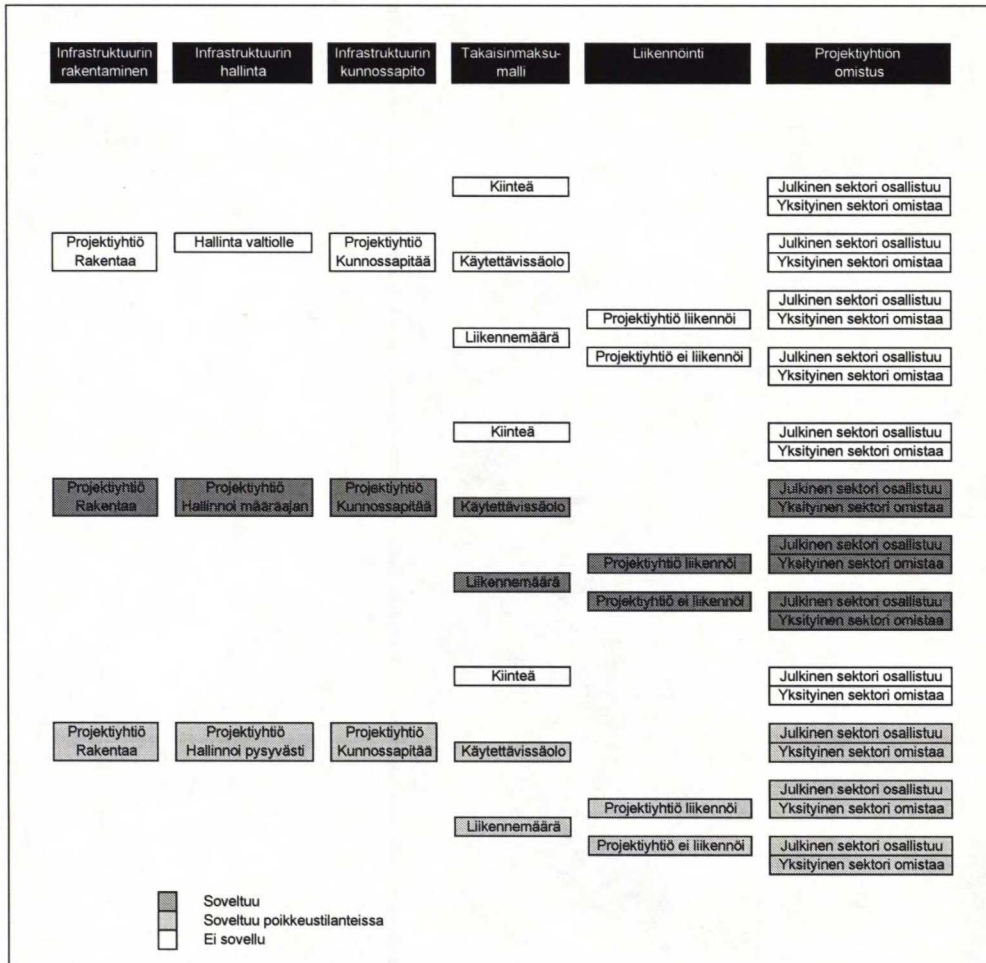 Infrastruktuurin
rakentaminen
Infrastruktuurin
hallinta
Infrastruktuurin
kunnossapito
Takaisinmaksu-
malli
Liikennöinti
Projektiyhtiön
omistus
Kiinteä
Julkinen sektori osallistuu
Yksityinen sektori omistaa
Projektiyhtiö
Rakentaa
Hallinta valtiolle
Projektiyhtiö
Kunnossapitää
Käytettävissäolo
Julkinen sektori osallistuu
Yksityinen sektori omistaa
Liikennemäärä
Projektiyhtiö liikennöi
Julkinen sektori osallistuu
Yksityinen sektori omistaa
Projektiyhtiö ei liikennöi
Julkinen sektori osallistuu
Yksityinen sektori omistaa
Kiinteä
Julkinen sektori osallistuu
Yksityinen sektori omistaa
Projektiyhtiö
Rakentaa
Projektiyhtiö
Hallinnoi määräajan
Projektiyhtiö
Kunnossapitää
Käytettävissäolo
Julkinen sektori osallistuu
Yksityinen sektori omistaa
Liikennemäärä
Projektiyhtiö liikennöi
Julkinen sektori osallistuu
Yksityinen sektori omistaa
Projektiyhtiö ei liikennöi
Julkinen sektori osallistuu
Yksityinen sektori omistaa
Kiinteä
Julkinen sektori osallistuu
Yksityinen sektori omistaa
Projektiyhtiö
Rakentaa
Projektiyhtiö
Hallinnoi pysyvästi
Projektiyhtiö
Kunnossapitää
Käytettävissäolo
Julkinen sektori osallistuu
Yksityinen sektori omistaa
Liikennemäärä
Projektiyhtiö liikennöi
Julkinen sektori osallistuu
Yksityinen sektori omistaa
Projektiyhtiö ei liikennöi
Julkinen sektori osallistuu
Yksityinen sektori omistaa
Soveltuu
Soveltuu poikkeustilanteissa
Ei sovellu